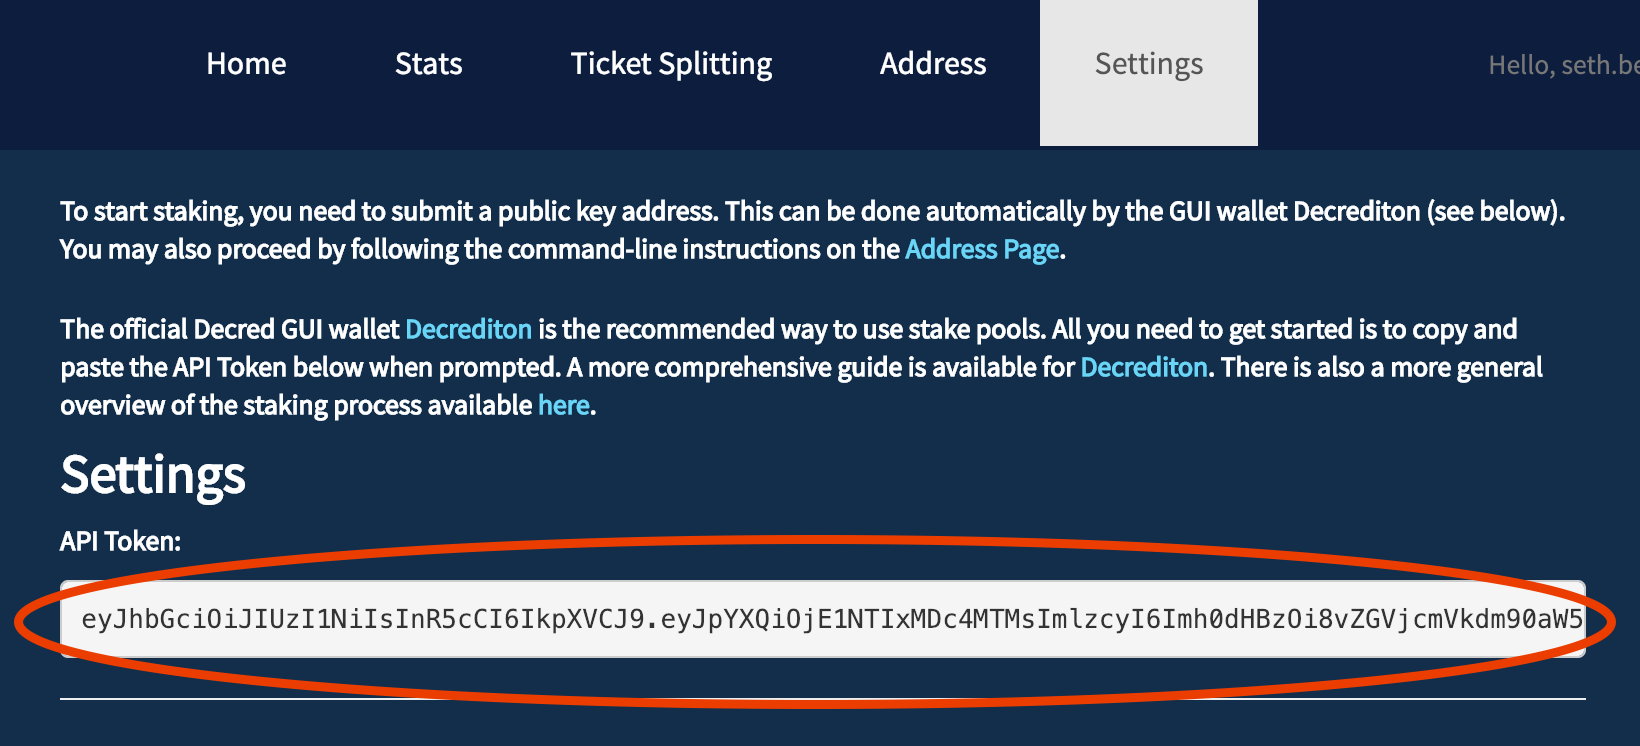 Home Stats Ticket Splitting Address Settings Hello, seth.be
To start staking, you need to submit a public key address. This can be done automatically by the GUI wallet Decrediton (see below).
You may also proceed by following the command-line instructions on the Address Page.
The official Decred GUI wallet Decrediton is the recommended way to use stake pools. All you need to get started is to copy and
paste the API Token below when prompted. A more comprehensive guide is available for Decrediton. There is also a more general
overview of the staking process available here.
Settings
API Token:
eyJhbGciOiJIUzI1NiIsInR5cCI6IkpXVCJ9.eyJpYXQiOjE1NTIxMDc4MTMsImlzcyI6Imh0dHBzOi8vZGVjcmVkdm90aW5